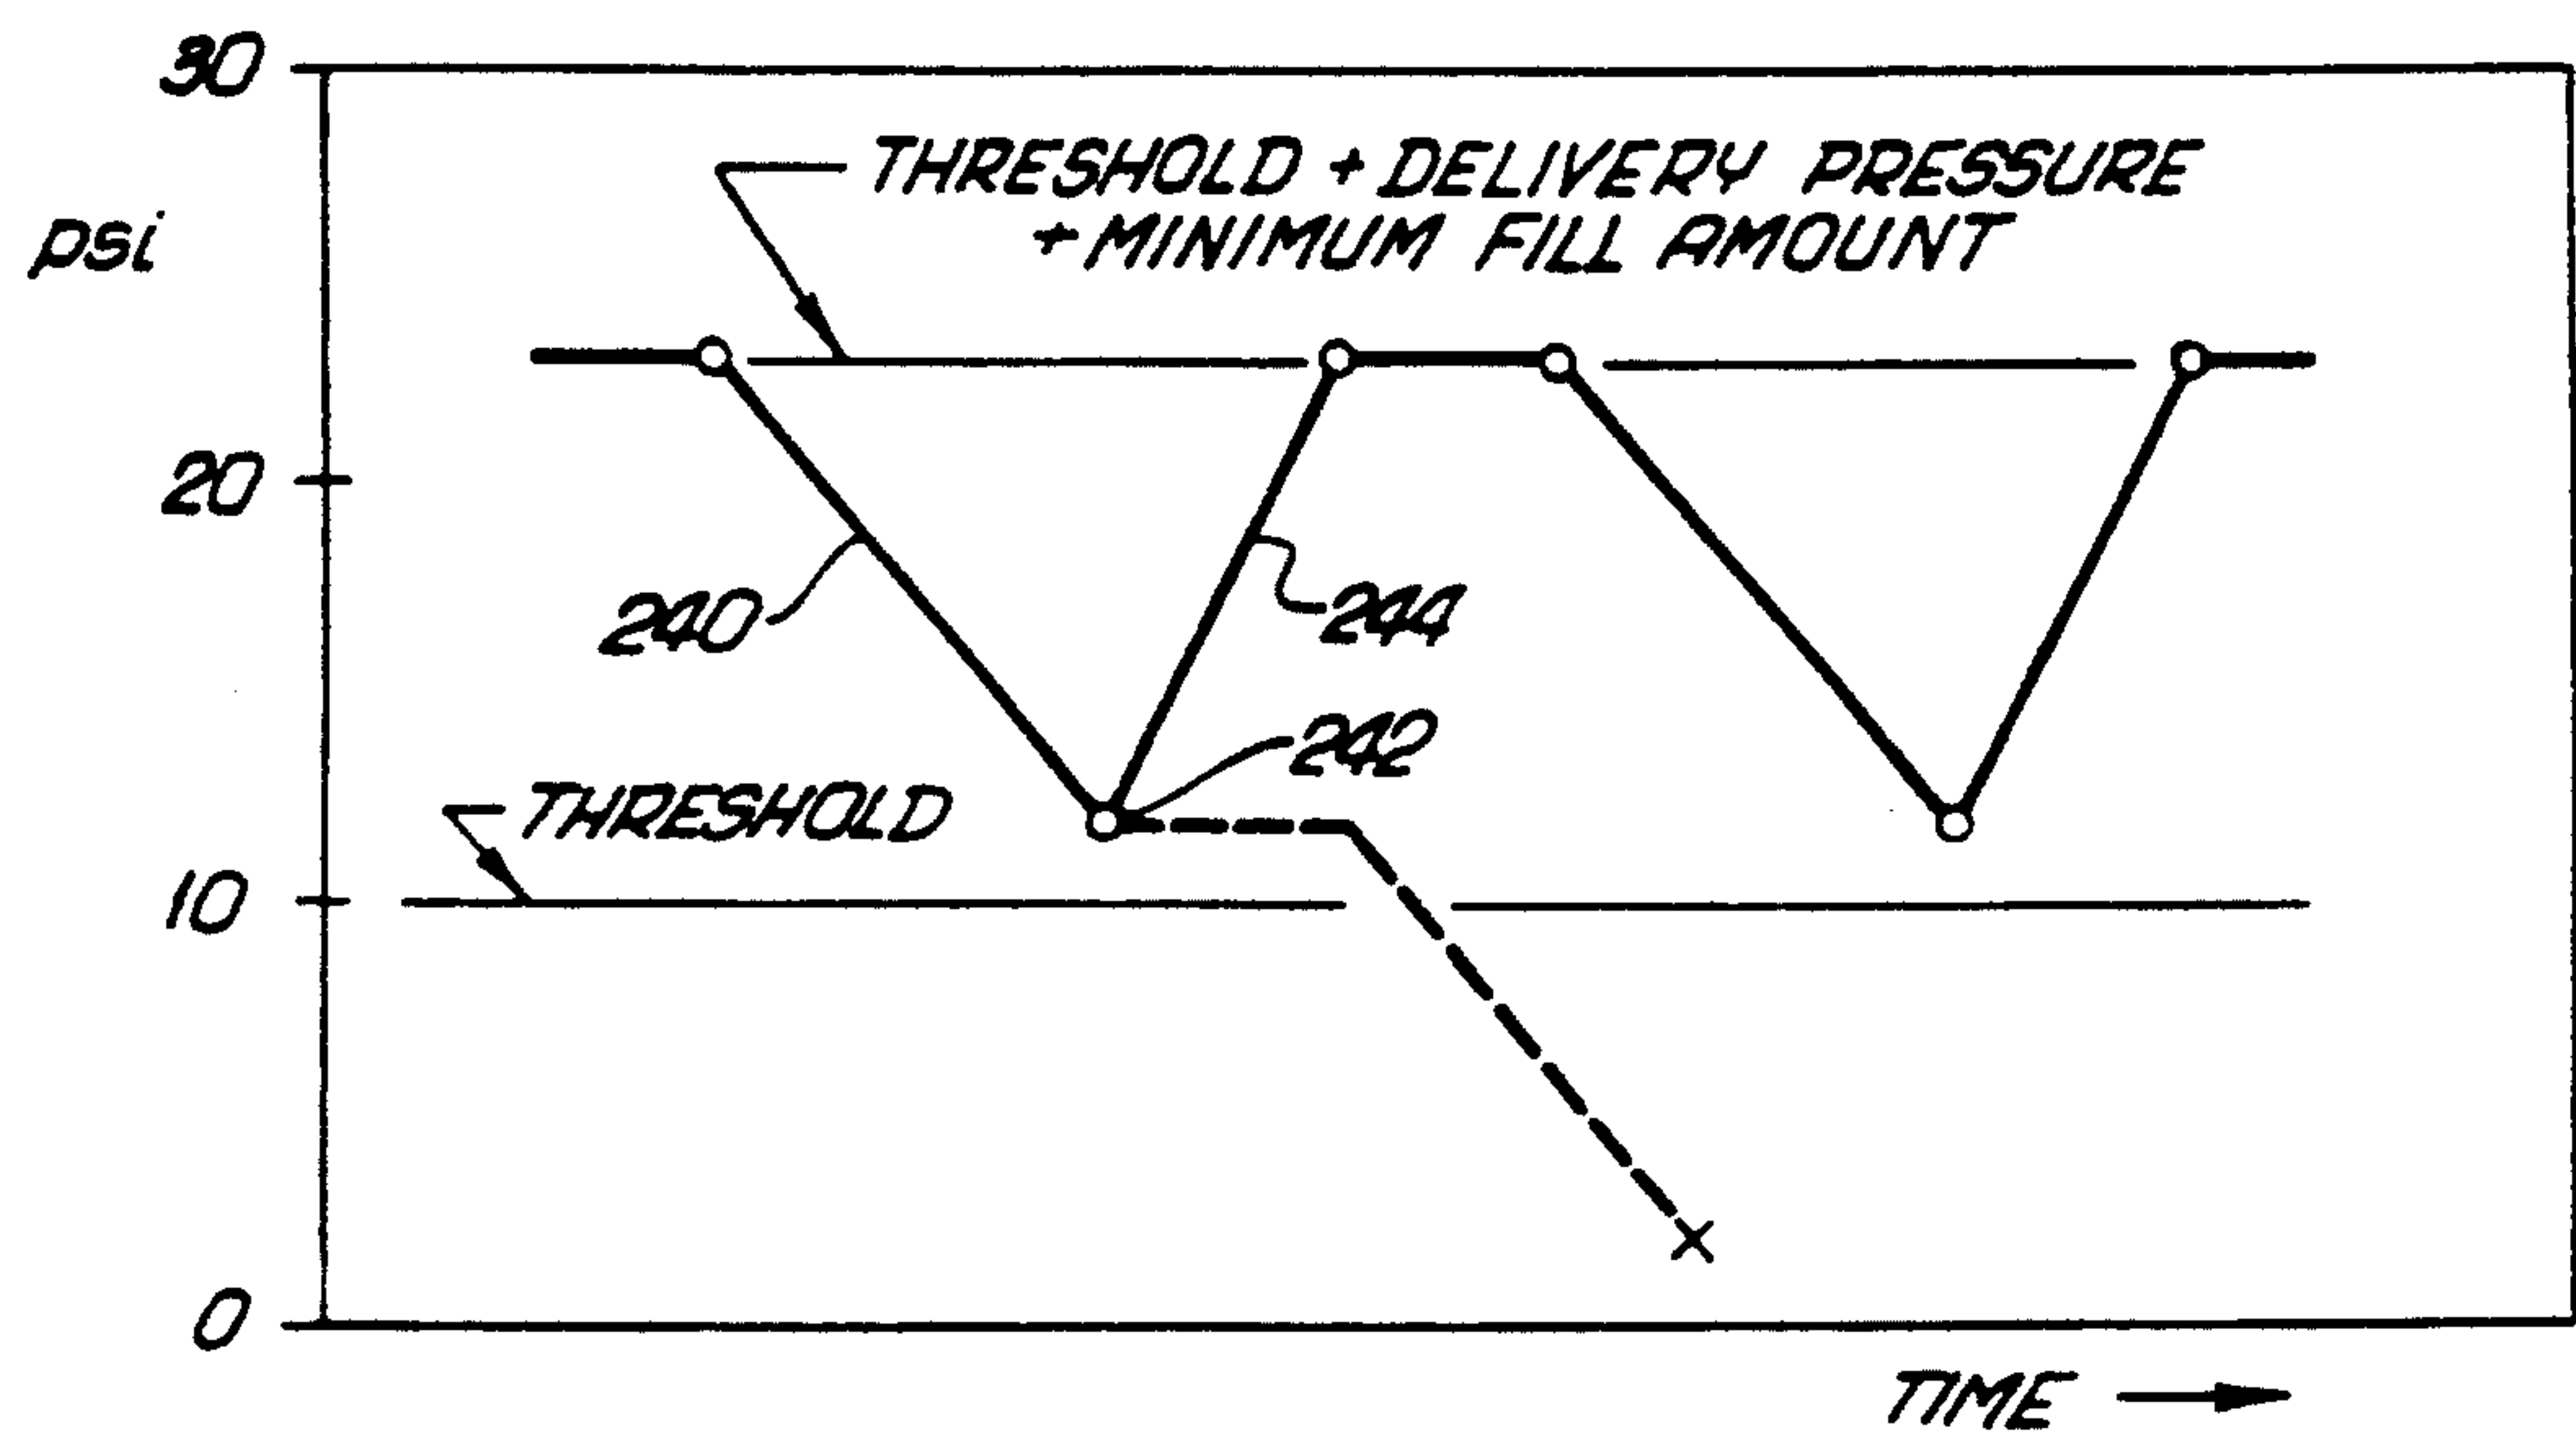 30
THRESHOLD + DELIVERY PRESSURE
+ MINIMUM FILL AMOUNT
psi
20
240
244
242
THRESHOLD
10
0
TIME